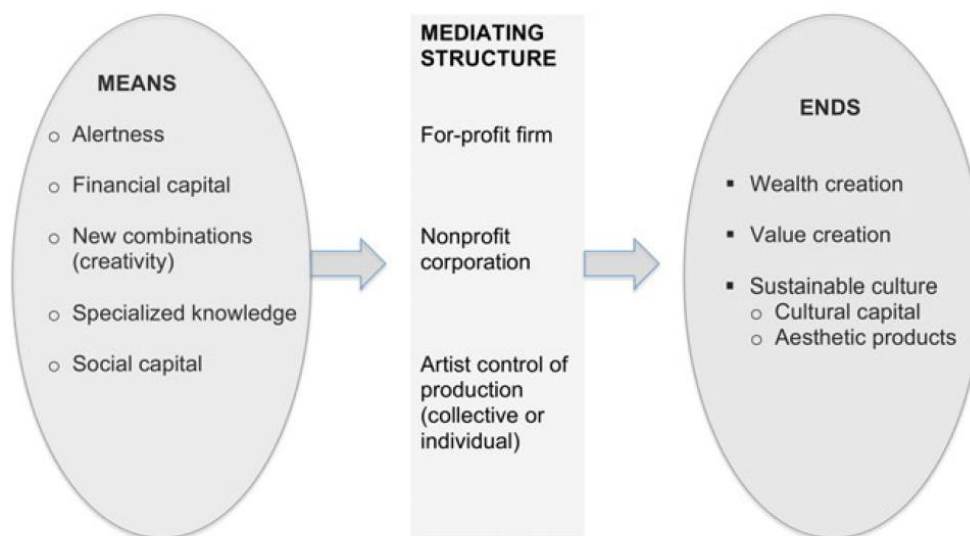 MEANS
○ Alertness
○ Financial capital
○ New combinations
(creativity)
○ Specialized knowledge
○ Social capital
MEDIATING
STRUCTURE
For-profit firm
Nonprofit
corporation
Artist control of
production
(collective or
individual)
ENDS
▪ Wealth creation
▪ Value creation
▪ Sustainable culture
○ Cultural capital
○ Aesthetic products